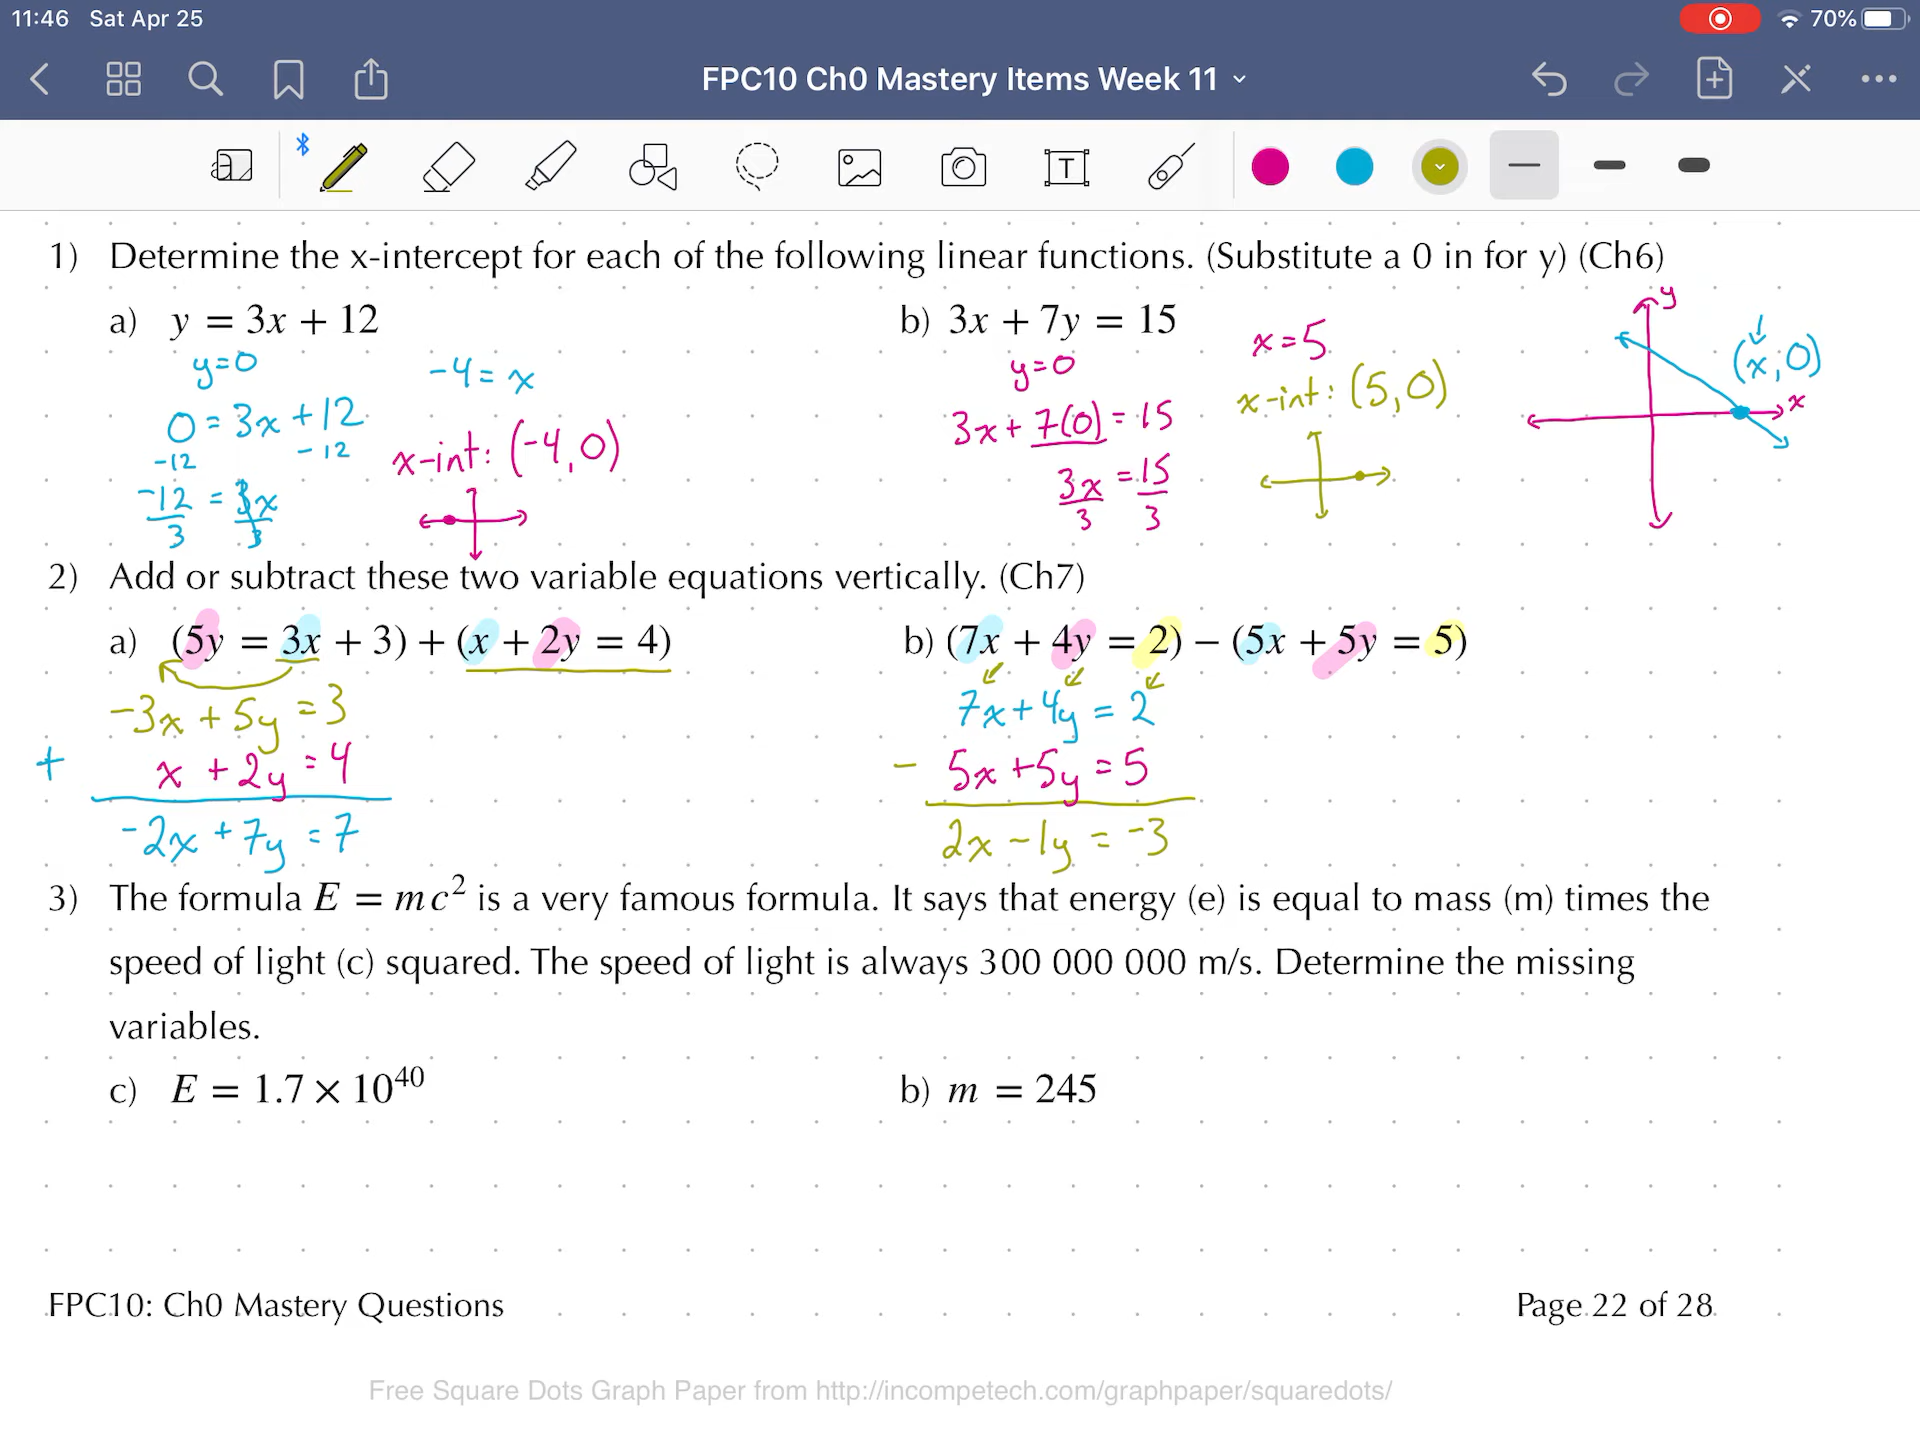 11:46 Sat Apr 25
70%
FPC10 Ch0 Mastery Items Week 11
1) Determine the x-intercept for each of the following linear functions. (Substitute a 0 in for y) (Ch6)
a) y = 3x + 12
y=0
0 = 3x + 12
-12 - 12
-12 = 3x
3 3
-4 = x
x-int: (-4,0)
b) 3x + 7y = 15
y=0
3x + 7(0) = 15
3x = 15
3 3
x = 5
x-int: (5,0)
y
(x,0)
x
2) Add or subtract these two variable equations vertically. (Ch7)
a) (5y = 3x + 3) + (x + 2y = 4)
-3x + 5y = 3
+ x + 2y = 4
-2x + 7y = 7
b) (7x + 4y = 2) − (5x + 5y = 5)
7x + 4y = 2
- 5x + 5y = 5
2x - 1y = -3
3) The formula E = mc² is a very famous formula. It says that energy (e) is equal to mass (m) times the
speed of light (c) squared. The speed of light is always 300 000 000 m/s. Determine the missing
variables.
c) E = 1.7 × 10⁴⁰
b) m = 245
FPC10: Ch0 Mastery Questions
Page 22 of 28
Free Square Dots Graph Paper from http://incompetech.com/graphpaper/squaredots/